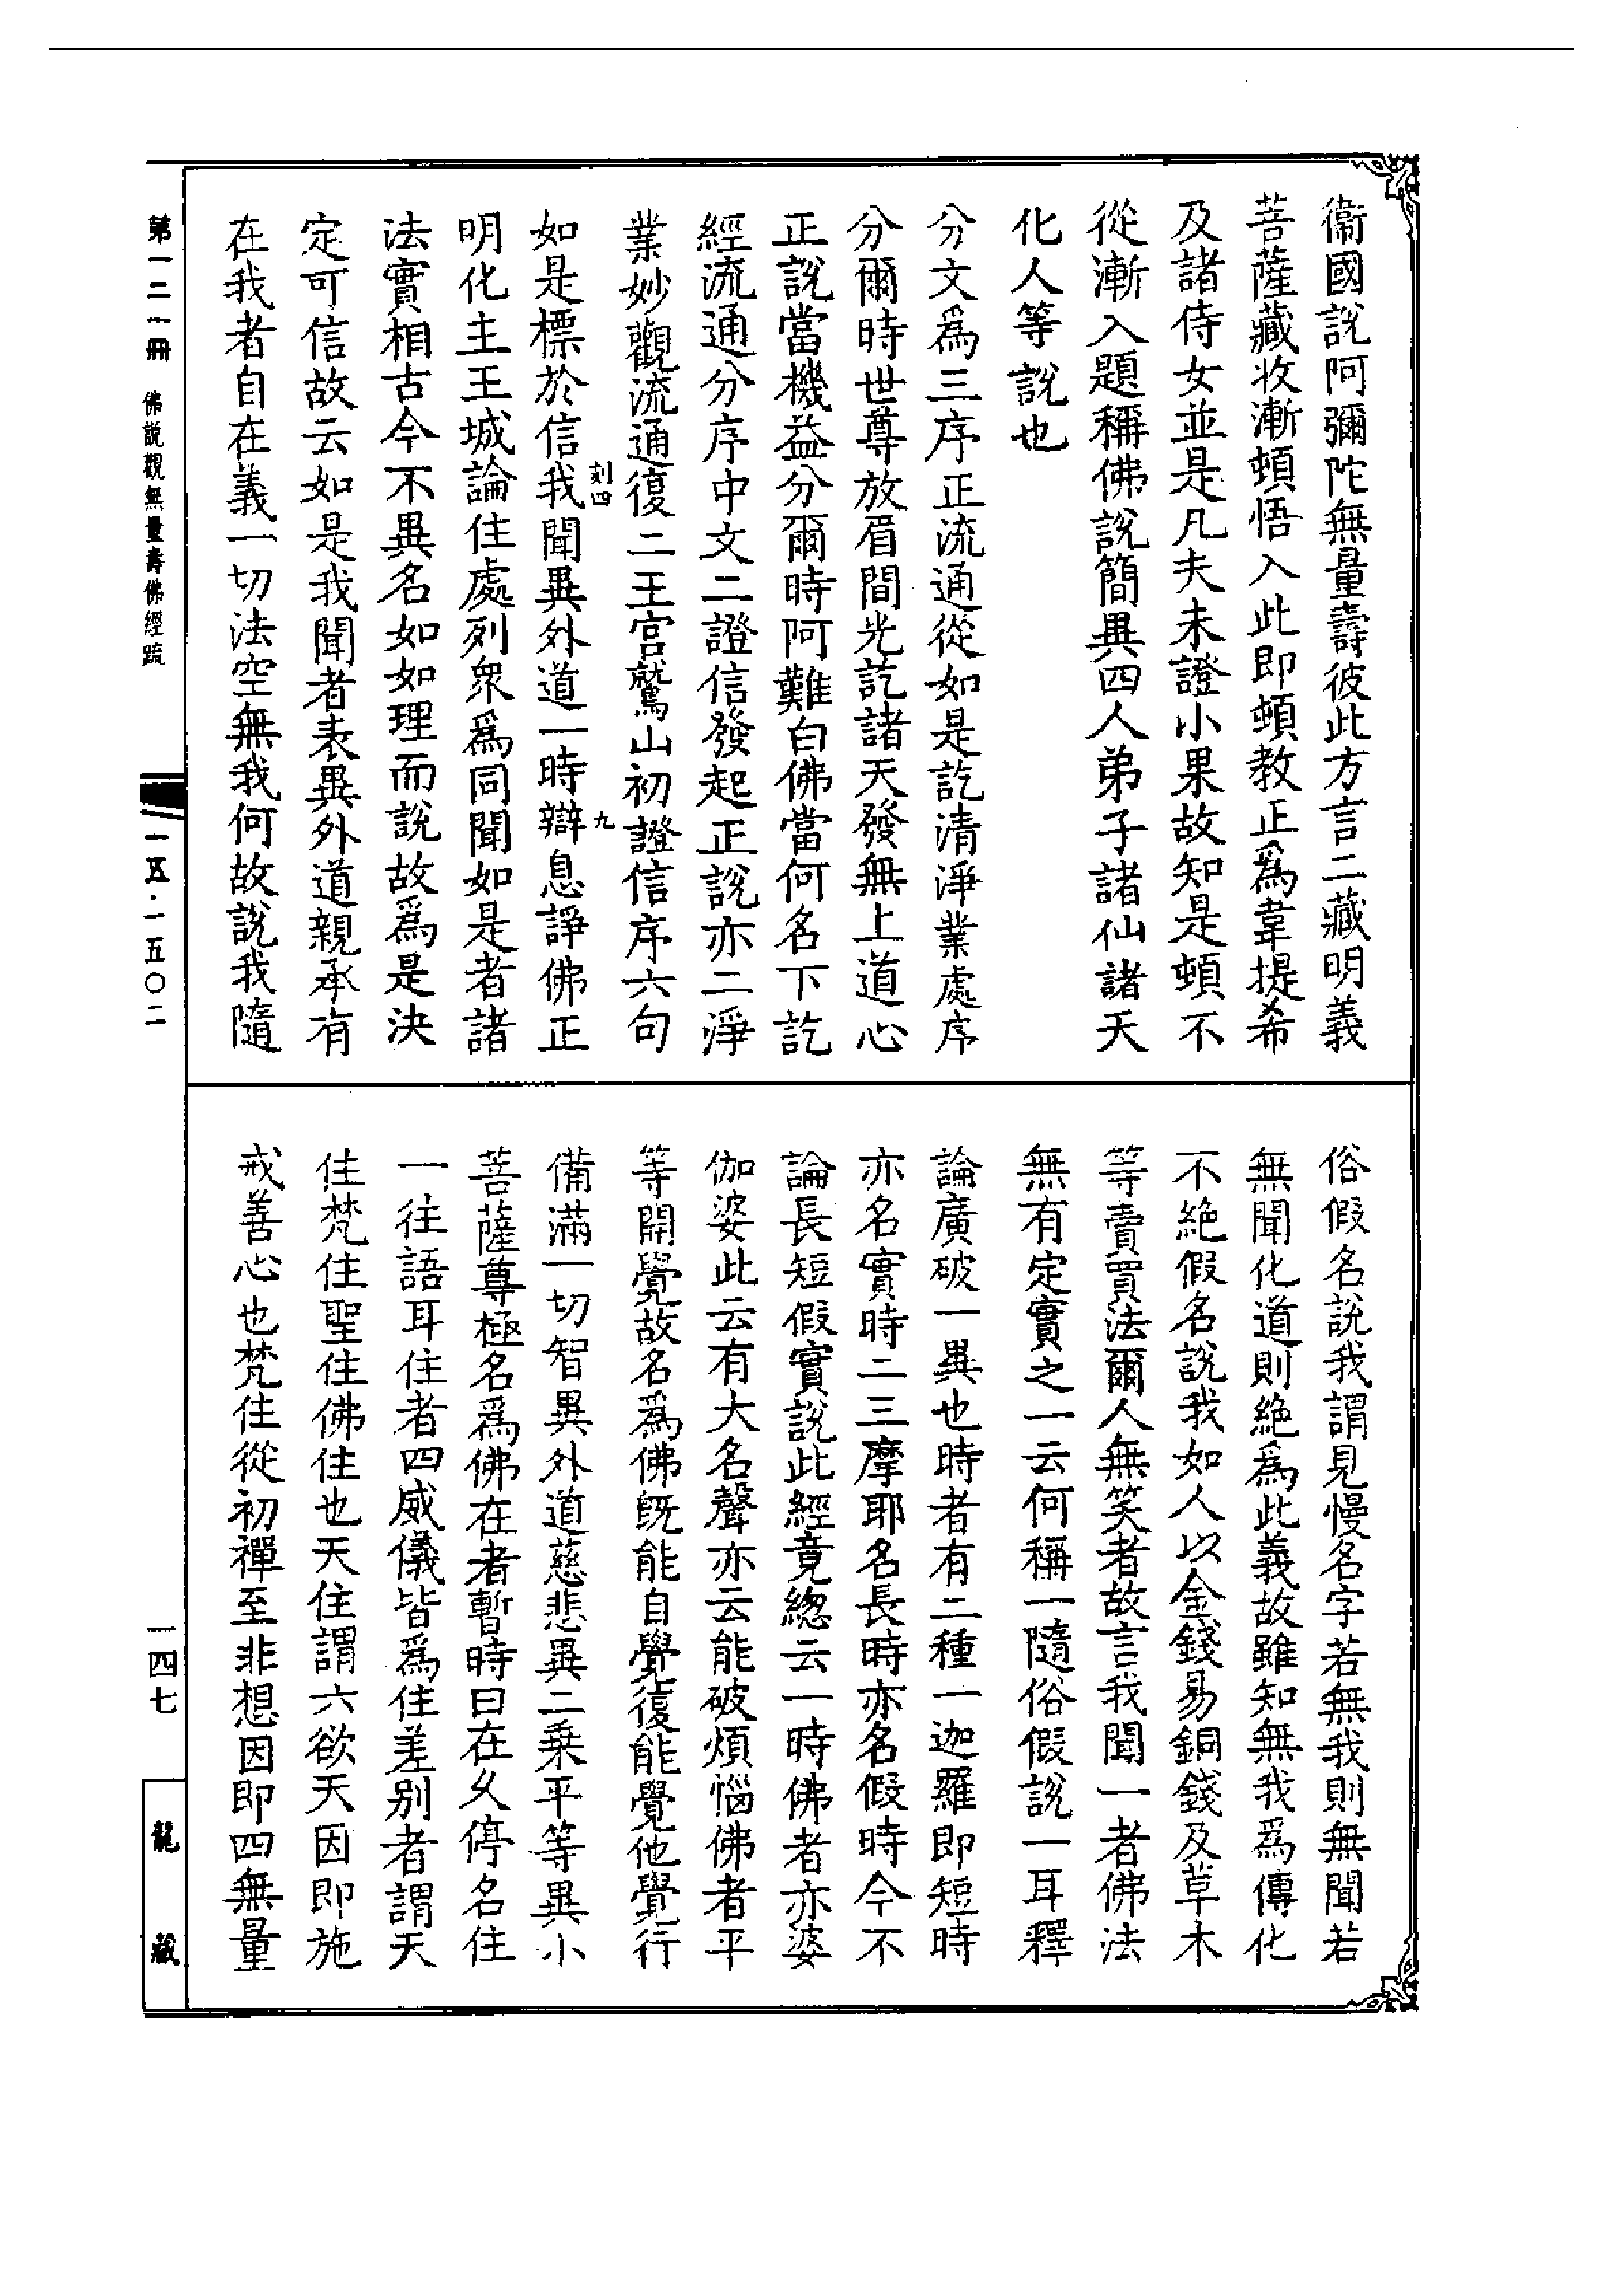 衞國說阿彌陀無量壽彼此方言二藏明義
菩薩藏收漸頓悟入此即頓教正爲韋提希
及諸侍女並是凡夫未證小果故知是頓不
從漸入題稱佛說簡異四人弟子諸仙諸天
化人等說也
分文爲三序正流通從如是訖清淨業處序
分爾時世尊放眉間光訖諸天發無上道心
正說當機益分爾時阿難白佛當何名下訖
經流通分序中文二證信發起正說亦二淨
業妙觀流通復二王宮鷲山初證信序六句
刻四
九
如是標於信我聞異外道一時辯息諍佛正
明化主王城論住處列衆爲同聞如是者諸
法實相古今不異名如如理而說故爲是決
定可信故云如是我聞者表異外道親承有
在我者自在義一切法空無我何故說我隨
俗假名說我謂見慢名字若無我則無聞若
無聞化道則絶爲此義故雖知無我爲傳化
不絶假名說我如人以金錢易銅錢及草木
等賣買法爾人無笑者故言我聞一者佛法
無有定實之一云何稱一隨俗假說一耳釋
論廣破一異也時者有二種一迦羅即短時
亦名實時二三摩耶名長時亦名假時今不
論長短假實說此經竟緫云一時佛者亦婆
伽婆此云有大名聲亦云能破煩惱佛者平
等開覺故名爲佛旣能自覺復能覺他覺行
備滿一切智異外道慈悲異二乘平等異小
菩薩尊極名爲佛在者暫時曰在乆停名住
一往語耳住者四威儀皆爲住差别者謂天
住梵住聖住佛住也天住謂六欲天因即施
戒善心也梵住從初禪至非想因即四無量
第一二一冊
佛說觀無量壽佛經疏
一五·一五〇二
一四七
龍藏